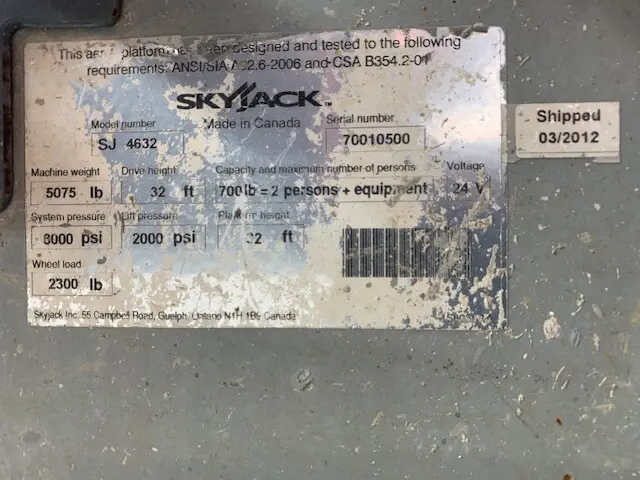 This platform designed and tested to the following
requirements: ANSI/SIA A92.6-2006 and CSA B354.2-01
SKYJACK
Made in Canada
Model number
SJ 4632
Serial number
70010500
Shipped
03/2012
Machine weight
5075 lb
Drive height
32 ft
Capacity and maximum number of persons
700 lb = 2 persons + equipment
Voltage
24 V
System pressure
3000 psi
Lift pressure
2000 psi
Platform height
32 ft
Wheel load
2300 lb
Skyjack Inc. 55 Campbell Road, Guelph, Ontario N1H 1B9 Canada